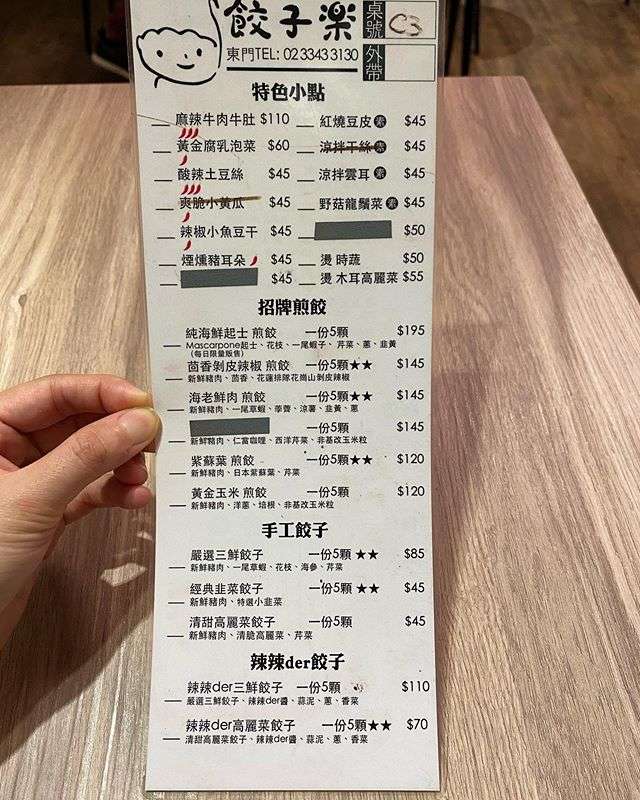 餃子楽
桌號 C3
東門TEL: 02 3343 3130
外帶
特色小點
麻辣牛肉牛肚 $110
紅燒豆皮 素 $45
黃金腐乳泡菜 $60
涼拌干絲 素 $45
酸辣土豆絲 $45
涼拌雲耳 素 $45
爽脆小黃瓜 $45
野菇龍鬚菜 素 $45
辣椒小魚豆干 $45
$50
煙燻豬耳朵 $45
燙 時蔬 $50
$45
燙 木耳高麗菜 $55
招牌煎餃
純海鮮起士 煎餃 一份5顆 $195
Mascarpone起士、花枝、一尾蝦子、芹菜、蔥、韭黃
(每日限量販售)
茴香剝皮辣椒 煎餃 一份5顆★★ $145
新鮮豬肉、茴香、花蓮排隊花崗山剝皮辣椒
海老鮮肉 煎餃 一份5顆★★ $145
新鮮豬肉、一尾草蝦、荸薺、涼薯、韭黃、蔥
一份5顆 $145
新鮮豬肉、仁當咖哩、西洋芹菜、非基改玉米粒
紫蘇葉 煎餃 一份5顆★★ $120
新鮮豬肉、日本紫蘇葉、芹菜
黃金玉米 煎餃 一份5顆 $120
新鮮豬肉、洋蔥、培根、非基改玉米粒
手工餃子
嚴選三鮮餃子 一份5顆 ★★ $85
新鮮豬肉、一尾草蝦、花枝、海參、芹菜
經典韭菜餃子 一份5顆 ★★ $45
新鮮豬肉、特選小韭菜
清甜高麗菜餃子 一份5顆 $45
新鮮豬肉、清脆高麗菜、芹菜
辣辣der餃子
辣辣der三鮮餃子 一份5顆 $110
嚴選三鮮餃子、辣辣der醬、蒜泥、蔥、香菜
辣辣der高麗菜餃子 一份5顆★★ $70
清甜高麗菜餃子、辣辣der醬、蒜泥、蔥、香菜